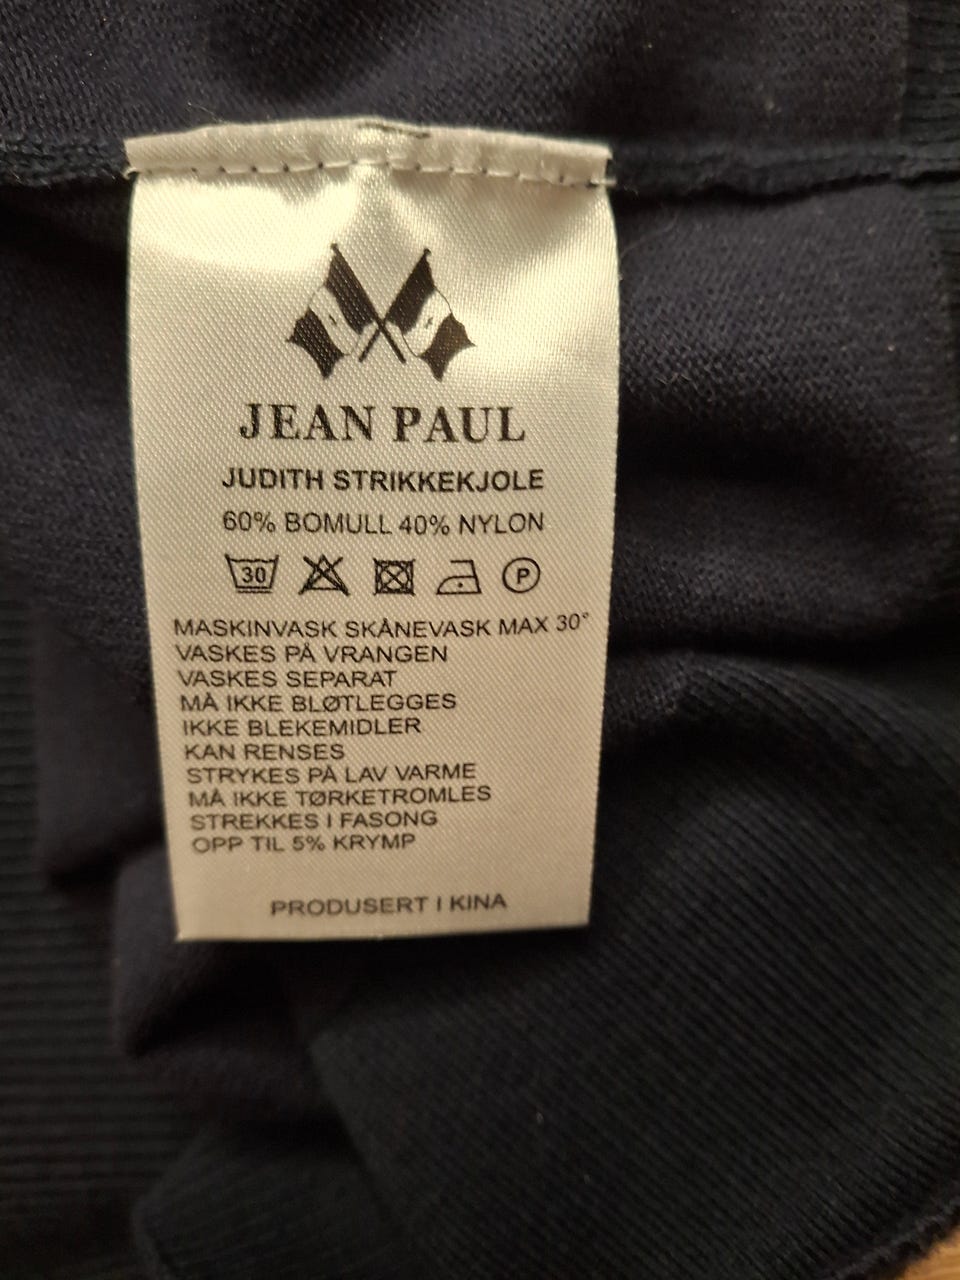 JEAN PAUL
JUDITH STRIKKEKJOLE
60% BOMULL 40% NYLON
30 P
MASKINVASK SKÅNEVASK MAX 30°
VASKES PÅ VRANGEN
VASKES SEPARAT
MÅ IKKE BLØTLEGGES
IKKE BLEKEMIDLER
KAN RENSES
STRYKES PÅ LAV VARME
MÅ IKKE TØRKETROMLES
STREKKES I FASONG
OPP TIL 5% KRYMP
PRODUSERT I KINA